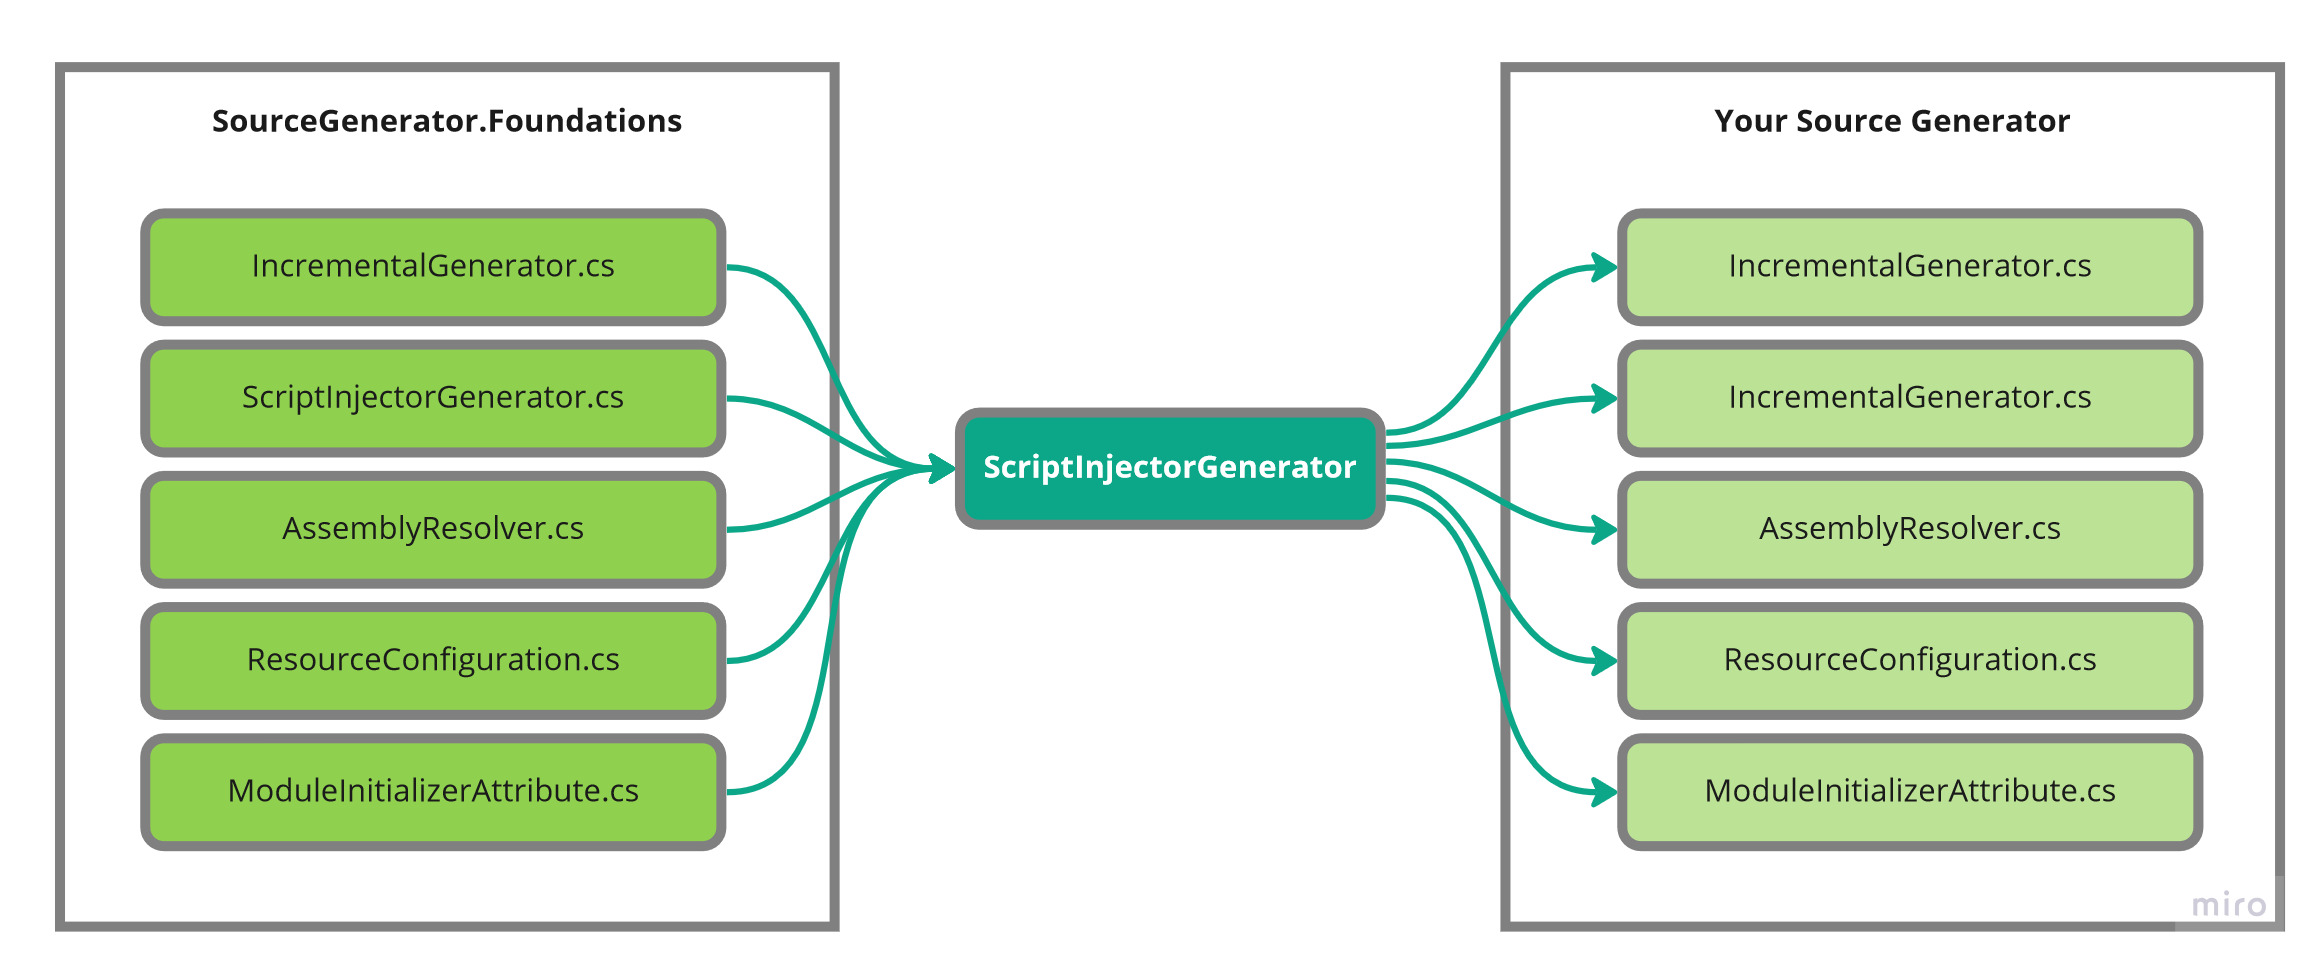 SourceGenerator.Foundations
IncrementalGenerator.cs
ScriptInjectorGenerator.cs
AssemblyResolver.cs
ResourceConfiguration.cs
ModuleInitializerAttribute.cs
ScriptInjectorGenerator
Your Source Generator
IncrementalGenerator.cs
IncrementalGenerator.cs
AssemblyResolver.cs
ResourceConfiguration.cs
ModuleInitializerAttribute.cs
miro